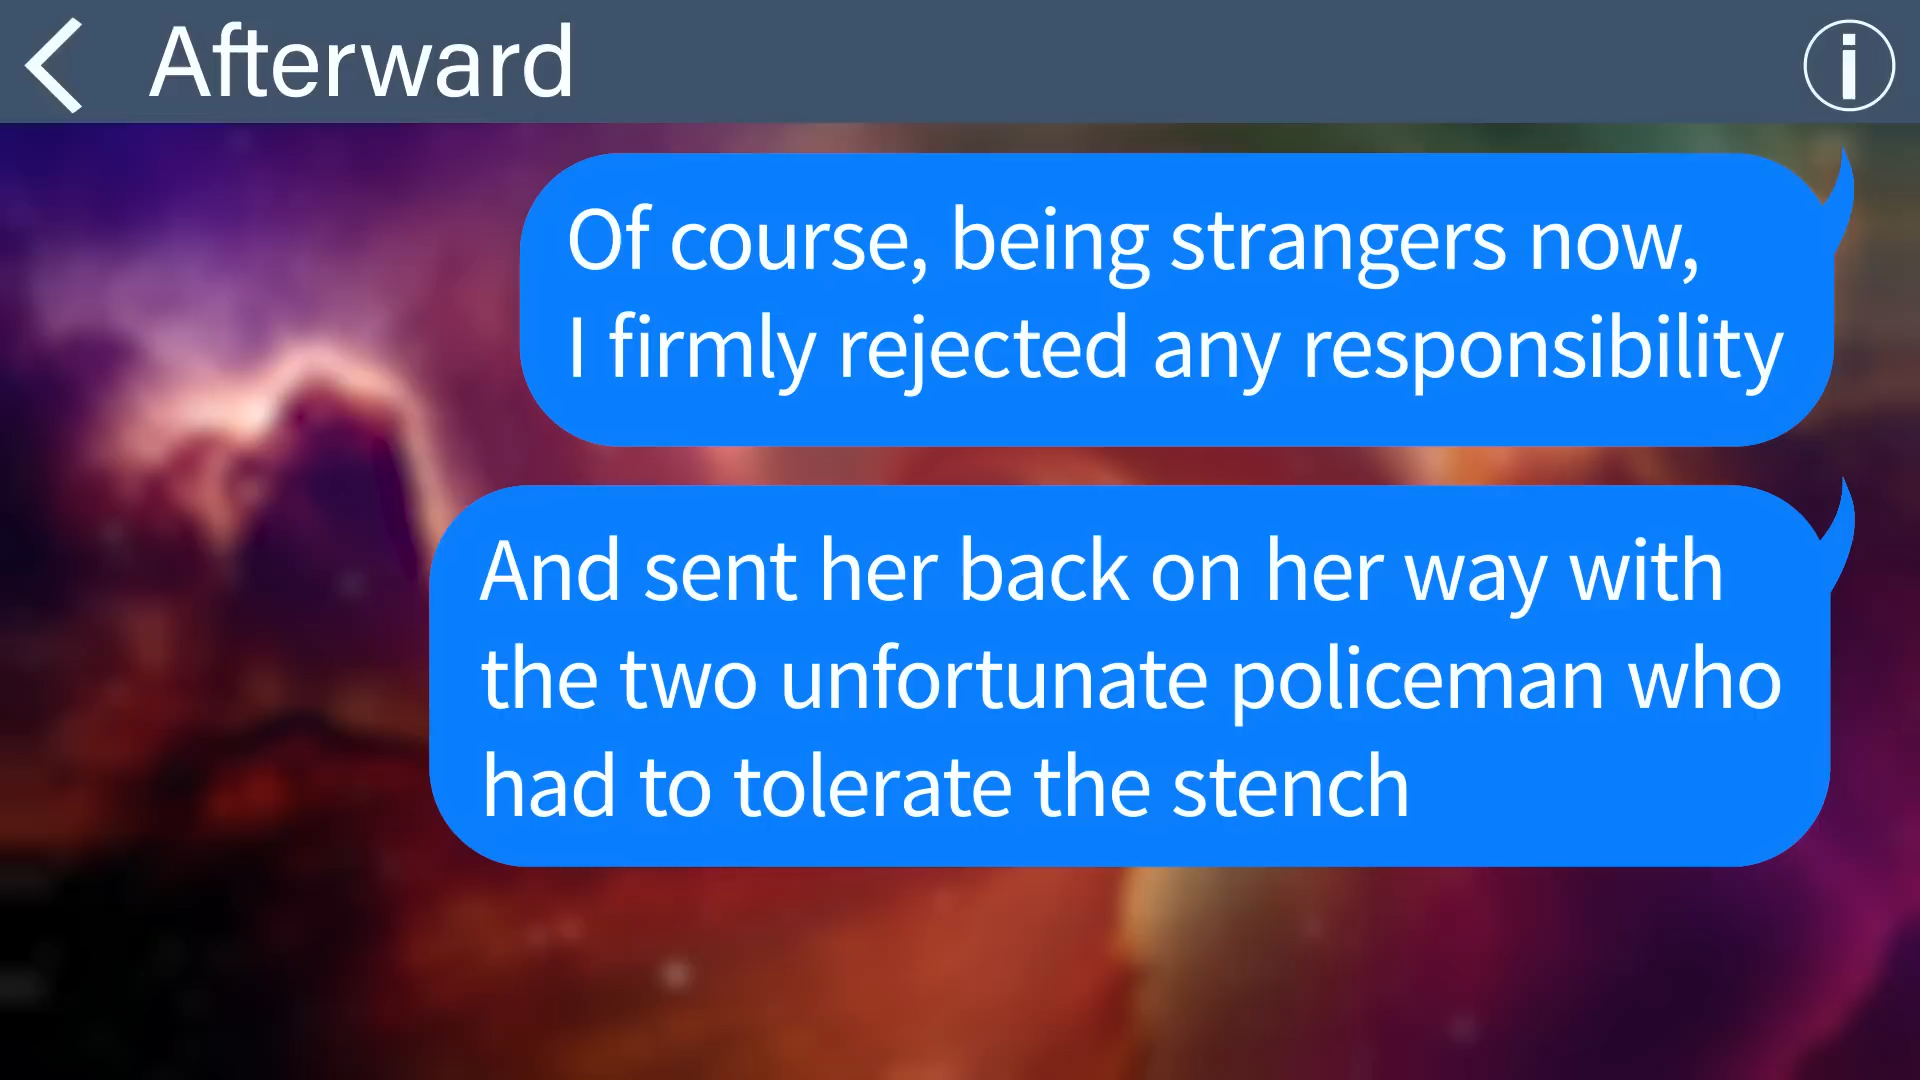 Afterward
Of course, being strangers now,
I firmly rejected any responsibility
And sent her back on her way with
the two unfortunate policeman who
had to tolerate the stench